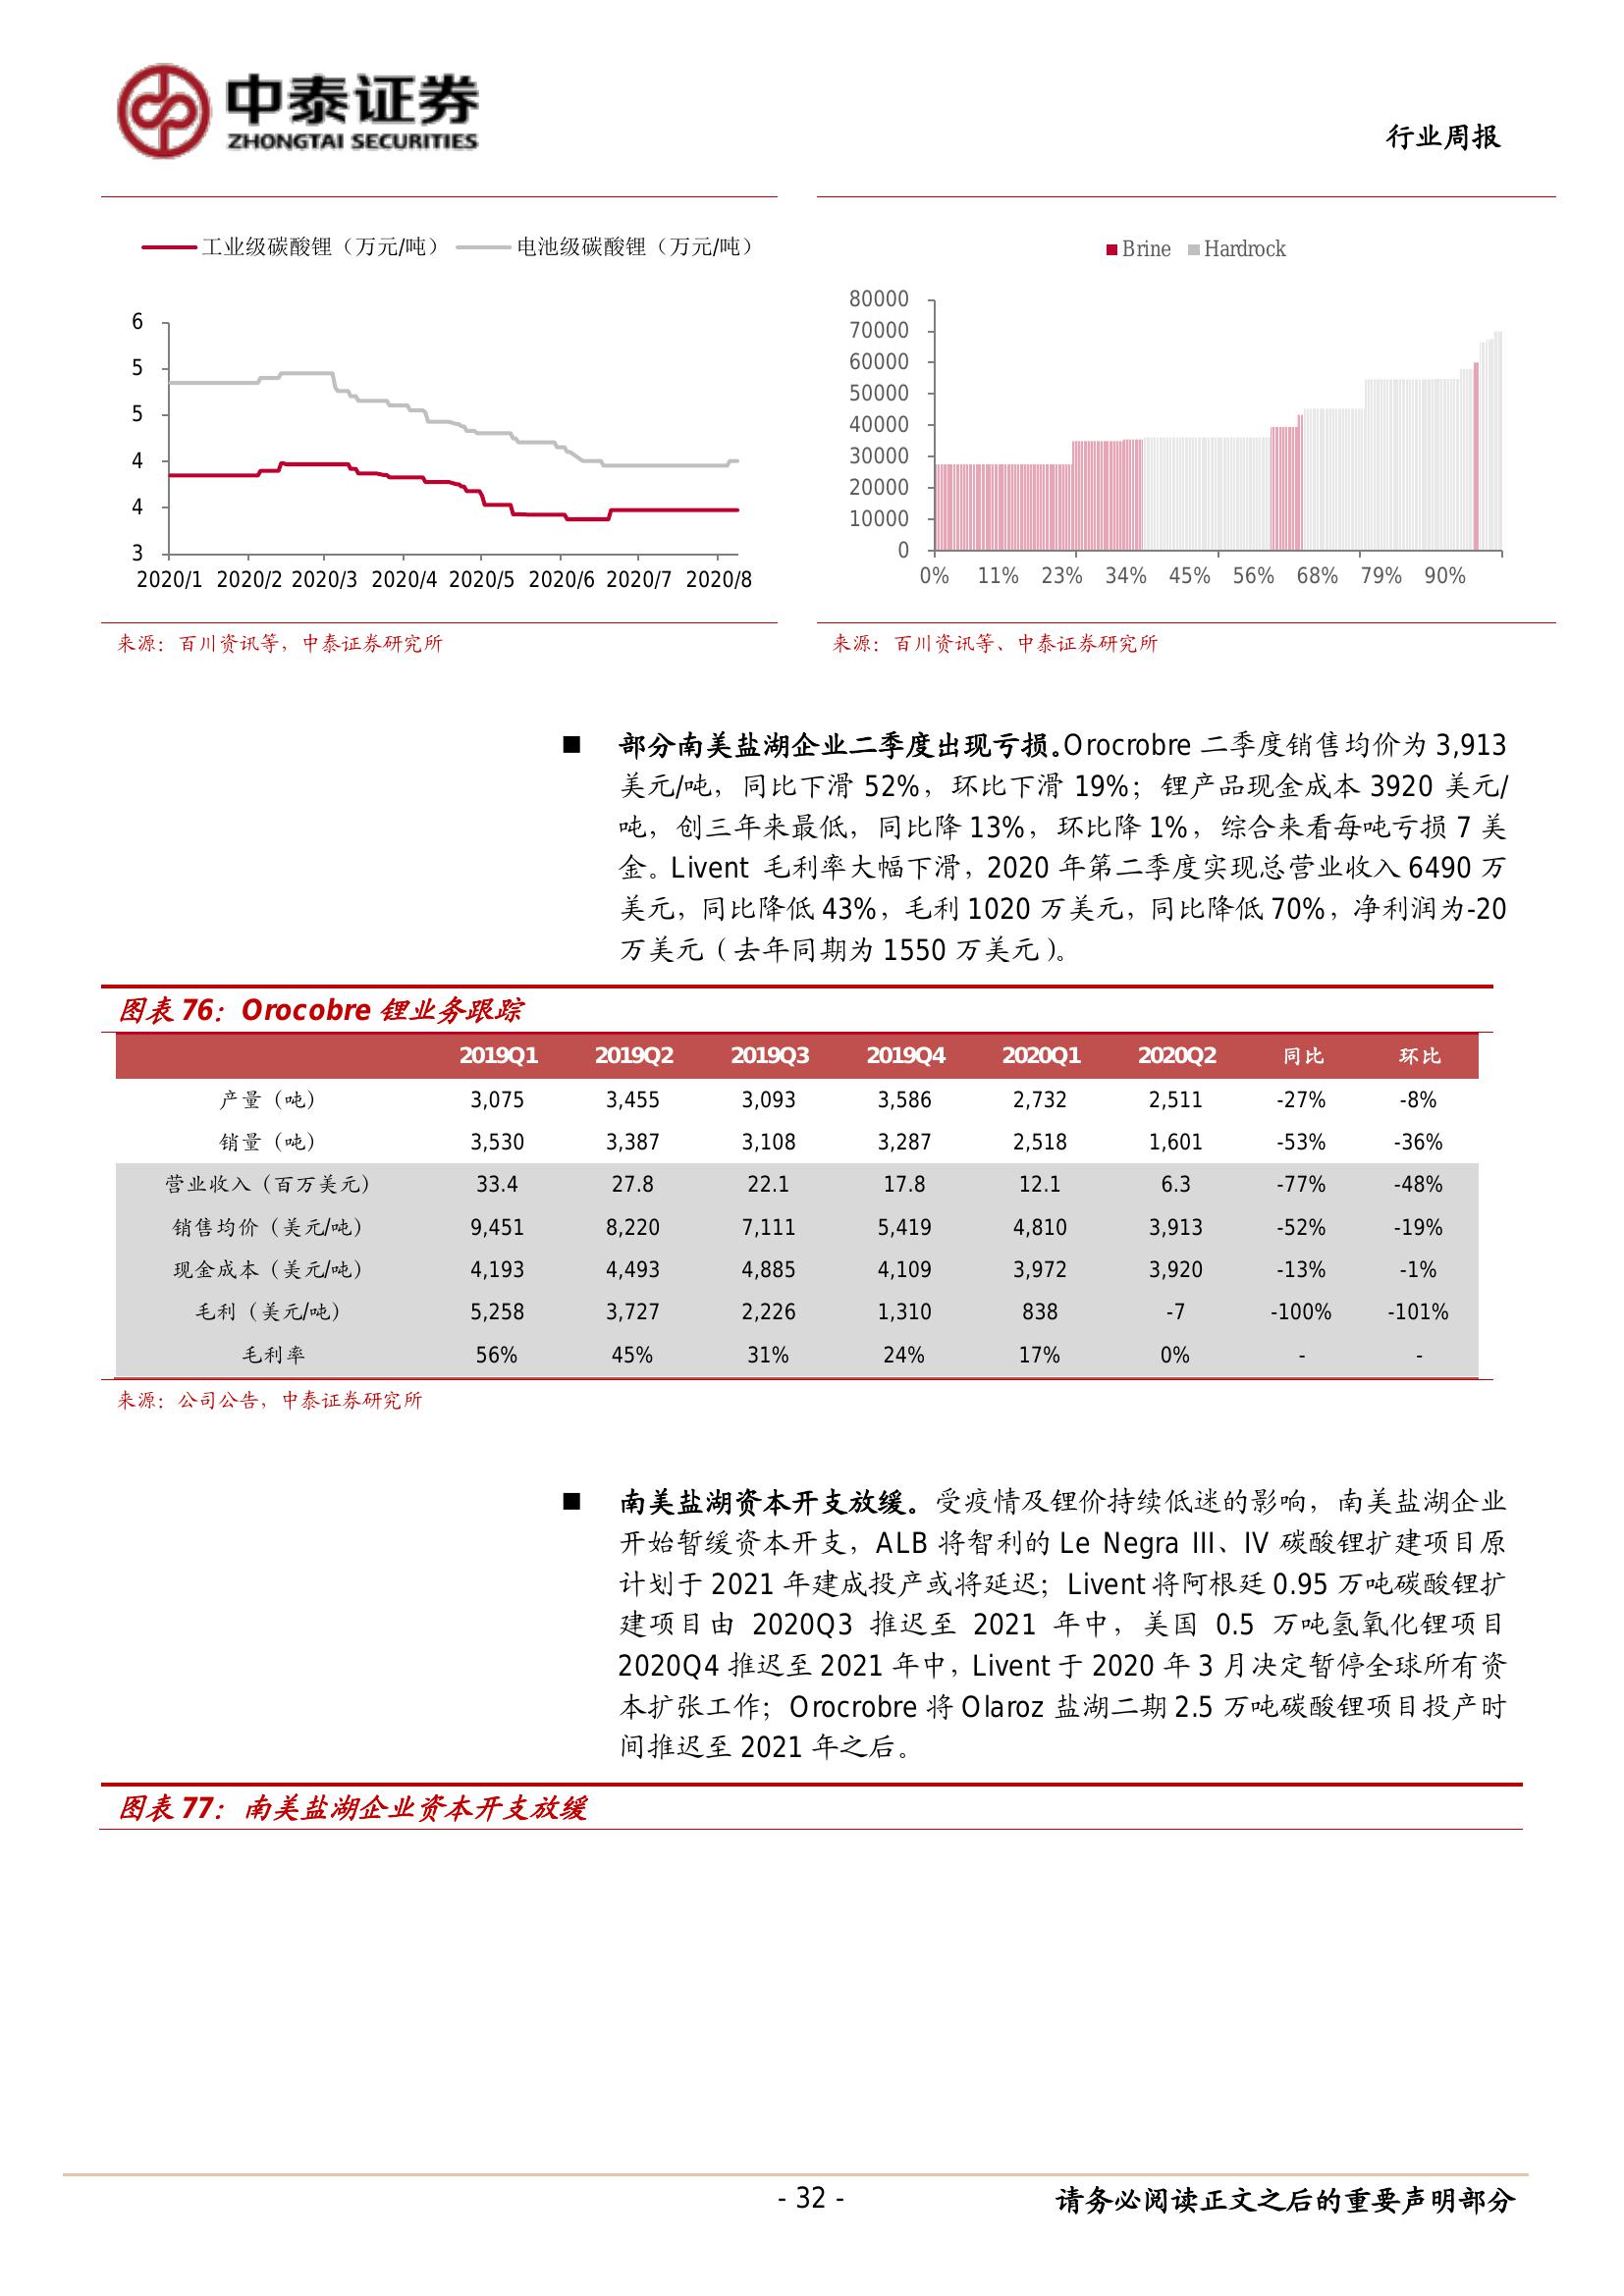 中泰证券
ZHONGTAI SECURITIES
行业周报
工业级碳酸锂（万元/吨） 电池级碳酸锂（万元/吨）
6
5
5
4
4
3
2020/1 2020/2 2020/3 2020/4 2020/5 2020/6 2020/7 2020/8
Brine Hardrock
80000
70000
60000
50000
40000
30000
20000
10000
0
0% 11% 23% 34% 45% 56% 68% 79% 90%
来源：百川资讯等，中泰证券研究所
来源：百川资讯等、中泰证券研究所
■ 部分南美盐湖企业二季度出现亏损。Orocrobre 二季度销售均价为 3,913
美元/吨，同比下滑 52%，环比下滑 19%；锂产品现金成本 3920 美元/
吨，创三年来最低，同比降 13%，环比降 1%，综合来看每吨亏损 7 美
金。Livent 毛利率大幅下滑，2020 年第二季度实现总营业收入 6490 万
美元，同比降低 43%，毛利 1020 万美元，同比降低 70%，净利润为-20
万美元（去年同期为 1550 万美元）。
图表 76：Orocobre 锂业务跟踪
2019Q1 2019Q2 2019Q3 2019Q4 2020Q1 2020Q2 同比 环比
产量（吨） 3,075 3,455 3,093 3,586 2,732 2,511 -27% -8%
销量（吨） 3,530 3,387 3,108 3,287 2,518 1,601 -53% -36%
营业收入（百万美元） 33.4 27.8 22.1 17.8 12.1 6.3 -77% -48%
销售均价（美元/吨） 9,451 8,220 7,111 5,419 4,810 3,913 -52% -19%
现金成本（美元/吨） 4,193 4,493 4,885 4,109 3,972 3,920 -13% -1%
毛利（美元/吨） 5,258 3,727 2,226 1,310 838 -7 -100% -101%
毛利率 56% 45% 31% 24% 17% 0% - -
来源：公司公告，中泰证券研究所
■ 南美盐湖资本开支放缓。受疫情及锂价持续低迷的影响，南美盐湖企业
开始暂缓资本开支，ALB 将智利的 Le Negra III、IV 碳酸锂扩建项目原
计划于 2021 年建成投产或将延迟；Livent 将阿根廷 0.95 万吨碳酸锂扩
建项目由 2020Q3 推迟至 2021 年中，美国 0.5 万吨氢氧化锂项目
2020Q4 推迟至 2021 年中，Livent 于 2020 年 3 月决定暂停全球所有资
本扩张工作；Orocrobre 将 Olaroz 盐湖二期 2.5 万吨碳酸锂项目投产时
间推迟至 2021 年之后。
图表 77：南美盐湖企业资本开支放缓
- 32 -
请务必阅读正文之后的重要声明部分